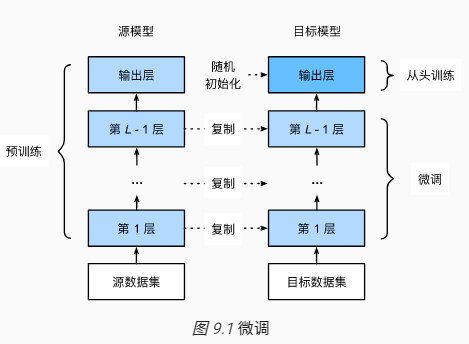 源模型
目标模型
输出层
随机
初始化
输出层
从头训练
第 L - 1 层
复制
第 L - 1 层
预训练
...
复制
...
微调
第 1 层
复制
第 1 层
源数据集
目标数据集
图 9.1 微调